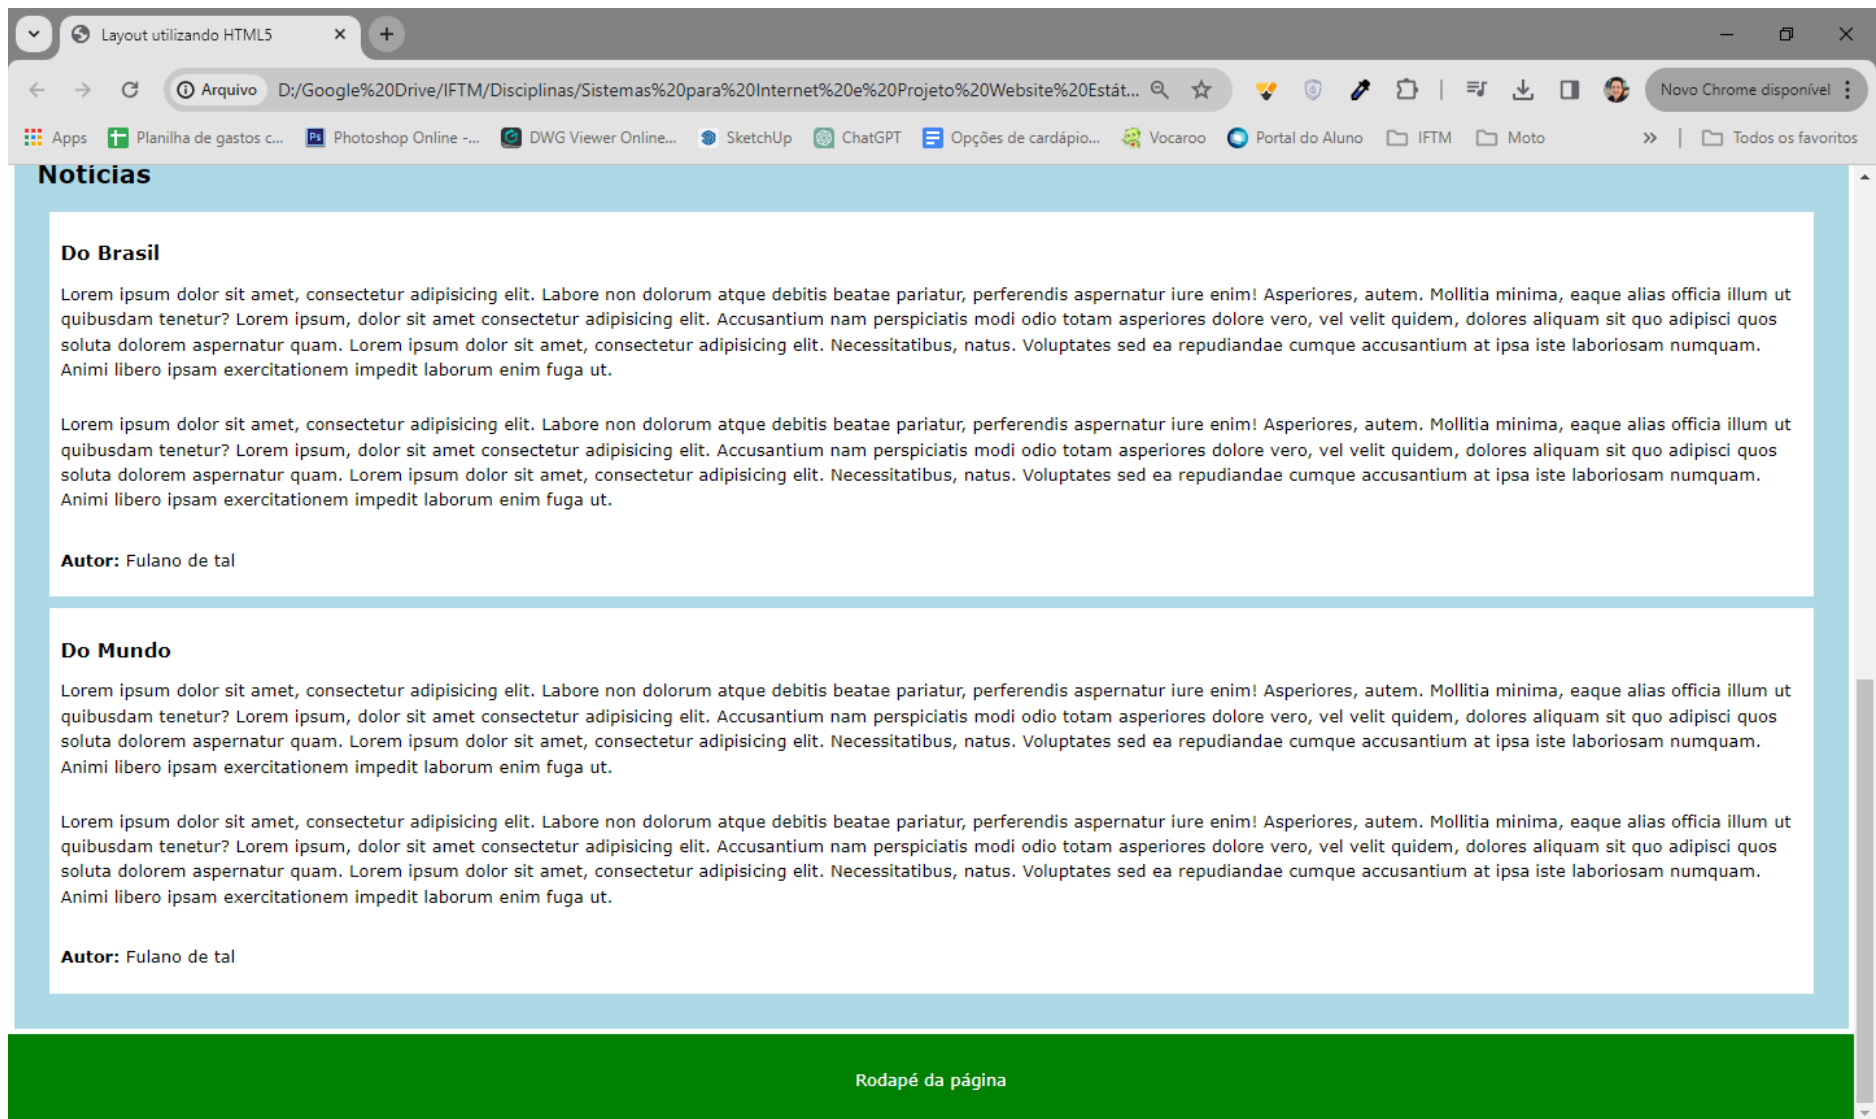 Layout utilizando HTML5
Arquivo D:/Google%20Drive/IFTM/Disciplinas/Sistemas%20para%20Internet%20e%20Projeto%20Website%20Estát... Novo Chrome disponível
Apps Planilha de gastos c... Photoshop Online -... DWG Viewer Online... SketchUp ChatGPT Opções de cardápio... Vocaroo Portal do Aluno IFTM Moto » Todos os favoritos
Notícias
Do Brasil
Lorem ipsum dolor sit amet, consectetur adipisicing elit. Labore non dolorum atque debitis beatae pariatur, perferendis aspernatur iure enim! Asperiores, autem. Mollitia minima, eaque alias officia illum ut
quibusdam tenetur? Lorem ipsum, dolor sit amet consectetur adipisicing elit. Accusantium nam perspiciatis modi odio totam asperiores dolore vero, vel velit quidem, dolores aliquam sit quo adipisci quos
soluta dolorem aspernatur quam. Lorem ipsum dolor sit amet, consectetur adipisicing elit. Necessitatibus, natus. Voluptates sed ea repudiandae cumque accusantium at ipsa iste laboriosam numquam.
Animi libero ipsam exercitationem impedit laborum enim fuga ut.
Lorem ipsum dolor sit amet, consectetur adipisicing elit. Labore non dolorum atque debitis beatae pariatur, perferendis aspernatur iure enim! Asperiores, autem. Mollitia minima, eaque alias officia illum ut
quibusdam tenetur? Lorem ipsum, dolor sit amet consectetur adipisicing elit. Accusantium nam perspiciatis modi odio totam asperiores dolore vero, vel velit quidem, dolores aliquam sit quo adipisci quos
soluta dolorem aspernatur quam. Lorem ipsum dolor sit amet, consectetur adipisicing elit. Necessitatibus, natus. Voluptates sed ea repudiandae cumque accusantium at ipsa iste laboriosam numquam.
Animi libero ipsam exercitationem impedit laborum enim fuga ut.
Autor: Fulano de tal
Do Mundo
Lorem ipsum dolor sit amet, consectetur adipisicing elit. Labore non dolorum atque debitis beatae pariatur, perferendis aspernatur iure enim! Asperiores, autem. Mollitia minima, eaque alias officia illum ut
quibusdam tenetur? Lorem ipsum, dolor sit amet consectetur adipisicing elit. Accusantium nam perspiciatis modi odio totam asperiores dolore vero, vel velit quidem, dolores aliquam sit quo adipisci quos
soluta dolorem aspernatur quam. Lorem ipsum dolor sit amet, consectetur adipisicing elit. Necessitatibus, natus. Voluptates sed ea repudiandae cumque accusantium at ipsa iste laboriosam numquam.
Animi libero ipsam exercitationem impedit laborum enim fuga ut.
Lorem ipsum dolor sit amet, consectetur adipisicing elit. Labore non dolorum atque debitis beatae pariatur, perferendis aspernatur iure enim! Asperiores, autem. Mollitia minima, eaque alias officia illum ut
quibusdam tenetur? Lorem ipsum, dolor sit amet consectetur adipisicing elit. Accusantium nam perspiciatis modi odio totam asperiores dolore vero, vel velit quidem, dolores aliquam sit quo adipisci quos
soluta dolorem aspernatur quam. Lorem ipsum dolor sit amet, consectetur adipisicing elit. Necessitatibus, natus. Voluptates sed ea repudiandae cumque accusantium at ipsa iste laboriosam numquam.
Animi libero ipsam exercitationem impedit laborum enim fuga ut.
Autor: Fulano de tal
Rodapé da página